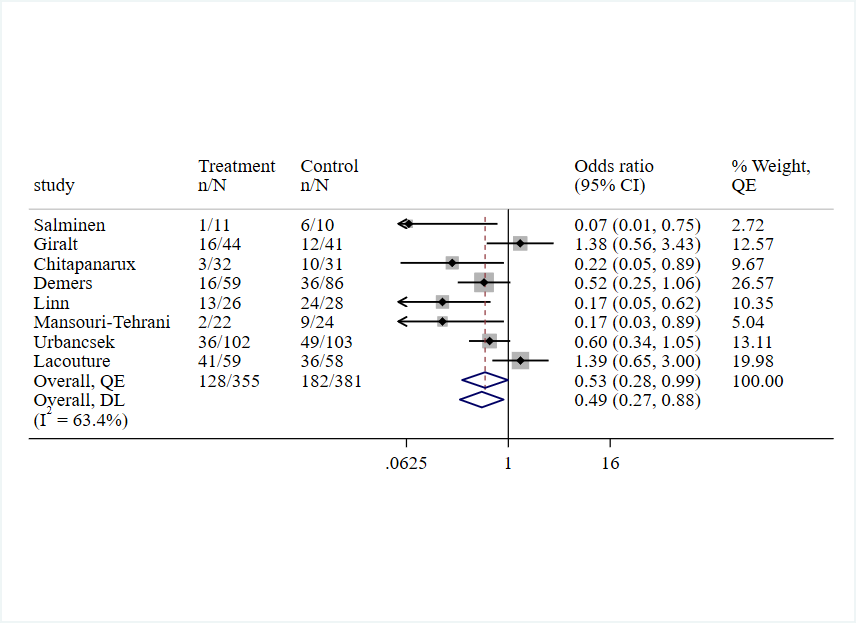 study Treatment n/N Control n/N Odds ratio (95% CI) % Weight, QE
Salminen 1/11 6/10 0.07 (0.01, 0.75) 2.72
Giralt 16/44 12/41 1.38 (0.56, 3.43) 12.57
Chitapanarux 3/32 10/31 0.22 (0.05, 0.89) 9.67
Demers 16/59 36/86 0.52 (0.25, 1.06) 26.57
Linn 13/26 24/28 0.17 (0.05, 0.62) 10.35
Mansouri-Tehrani 2/22 9/24 0.17 (0.03, 0.89) 5.04
Urbancsek 36/102 49/103 0.60 (0.34, 1.05) 13.11
Lacouture 41/59 36/58 1.39 (0.65, 3.00) 19.98
Overall, QE 128/355 182/381 0.53 (0.28, 0.99) 100.00
Overall, DL 0.49 (0.27, 0.88)
(I² = 63.4%)
.0625 1 16